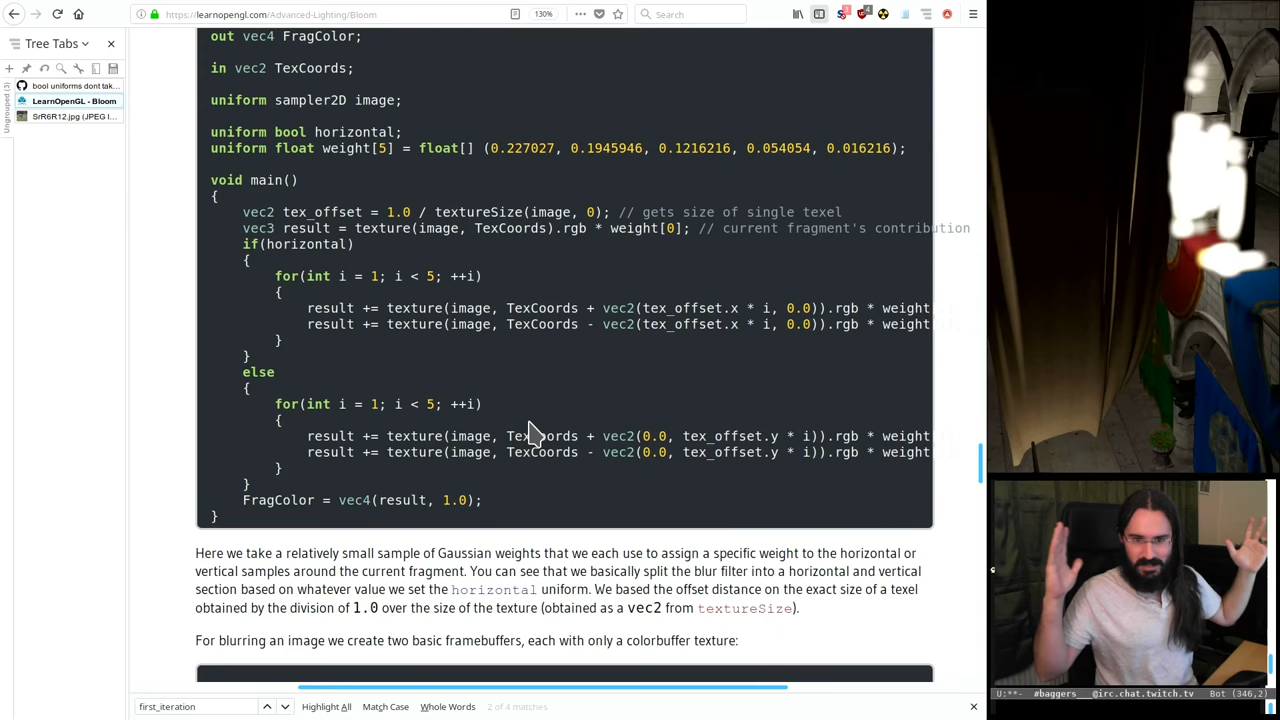 https://learnopengl.com/Advanced-Lighting/Bloom
130%
Search
Tree Tabs
Ungrouped (3)
bool uniforms dont tak...
LearnOpenGL - Bloom
SrR6R12.jpg (JPEG I...
out vec4 FragColor;
in vec2 TexCoords;
uniform sampler2D image;
uniform bool horizontal;
uniform float weight[5] = float[] (0.227027, 0.1945946, 0.1216216, 0.054054, 0.016216);
void main()
{
vec2 tex_offset = 1.0 / textureSize(image, 0); // gets size of single texel
vec3 result = texture(image, TexCoords).rgb * weight[0]; // current fragment's contribution
if(horizontal)
{
for(int i = 1; i < 5; ++i)
{
result += texture(image, TexCoords + vec2(tex_offset.x * i, 0.0)).rgb * weight
result += texture(image, TexCoords - vec2(tex_offset.x * i, 0.0)).rgb * weight
}
}
else
{
for(int i = 1; i < 5; ++i)
{
result += texture(image, TexCoords + vec2(0.0, tex_offset.y * i)).rgb * weight
result += texture(image, TexCoords - vec2(0.0, tex_offset.y * i)).rgb * weight
}
}
FragColor = vec4(result, 1.0);
}
Here we take a relatively small sample of Gaussian weights that we each use to assign a specific weight to the horizontal or
vertical samples around the current fragment. You can see that we basically split the blur filter into a horizontal and vertical
section based on whatever value we set the horizontal uniform. We based the offset distance on the exact size of a texel
obtained by the division of 1.0 over the size of the texture (obtained as a vec2 from textureSize).
For blurring an image we create two basic framebuffers, each with only a colorbuffer texture:
first_iteration
Highlight All
Match Case
Whole Words
2 of 4 matches
U:**- #baggers___@irc.chat.twitch.tv Bot (346,2)